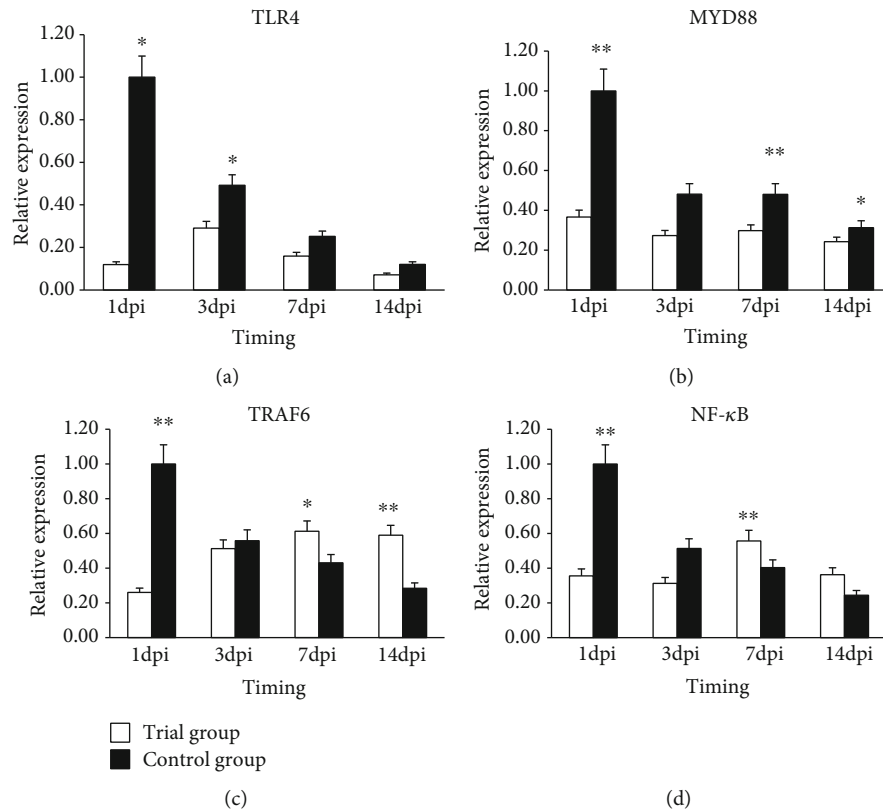 TLR4
*
*
1.20
1.00
0.80
0.60
0.40
0.20
0.00
Relative expression
1dpi 3dpi 7dpi 14dpi
Timing
(a)
MYD88
**
**
*
1.20
1.00
0.80
0.60
0.40
0.20
0.00
Relative expression
1dpi 3dpi 7dpi 14dpi
Timing
(b)
TRAF6
**
*
**
1.20
1.00
0.80
0.60
0.40
0.20
0.00
Relative expression
1dpi 3dpi 7dpi 14dpi
Timing
Trial group
Control group
(c)
NF-κB
**
**
1.20
1.00
0.80
0.60
0.40
0.20
0.00
Relative expression
1dpi 3dpi 7dpi 14dpi
Timing
(d)